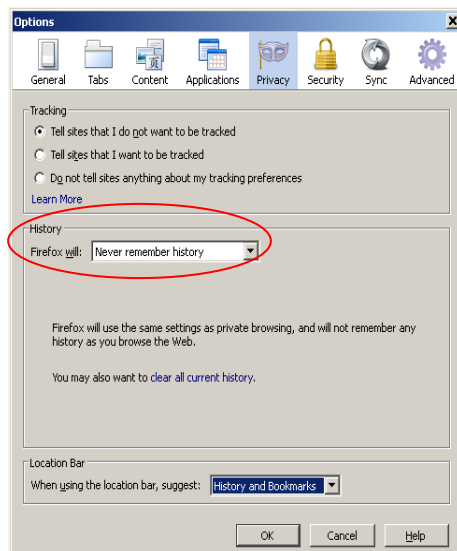 Options
General Tabs Content Applications Privacy Security Sync Advanced
Tracking
Tell sites that I do not want to be tracked
Tell sites that I want to be tracked
Do not tell sites anything about my tracking preferences
Learn More
History
Firefox will: Never remember history
Firefox will use the same settings as private browsing, and will not remember any
history as you browse the Web.
You may also want to clear all current history.
Location Bar
When using the location bar, suggest: History and Bookmarks
OK Cancel Help